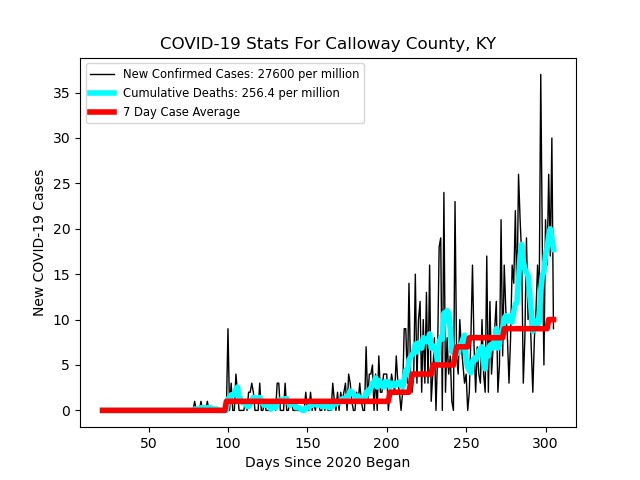 COVID-19 Stats For Calloway County, KY
New Confirmed Cases: 27600 per million
Cumulative Deaths: 256.4 per million
7 Day Case Average
New COVID-19 Cases
35
30
25
20
15
10
5
0
50 100 150 200 250 300
Days Since 2020 Began